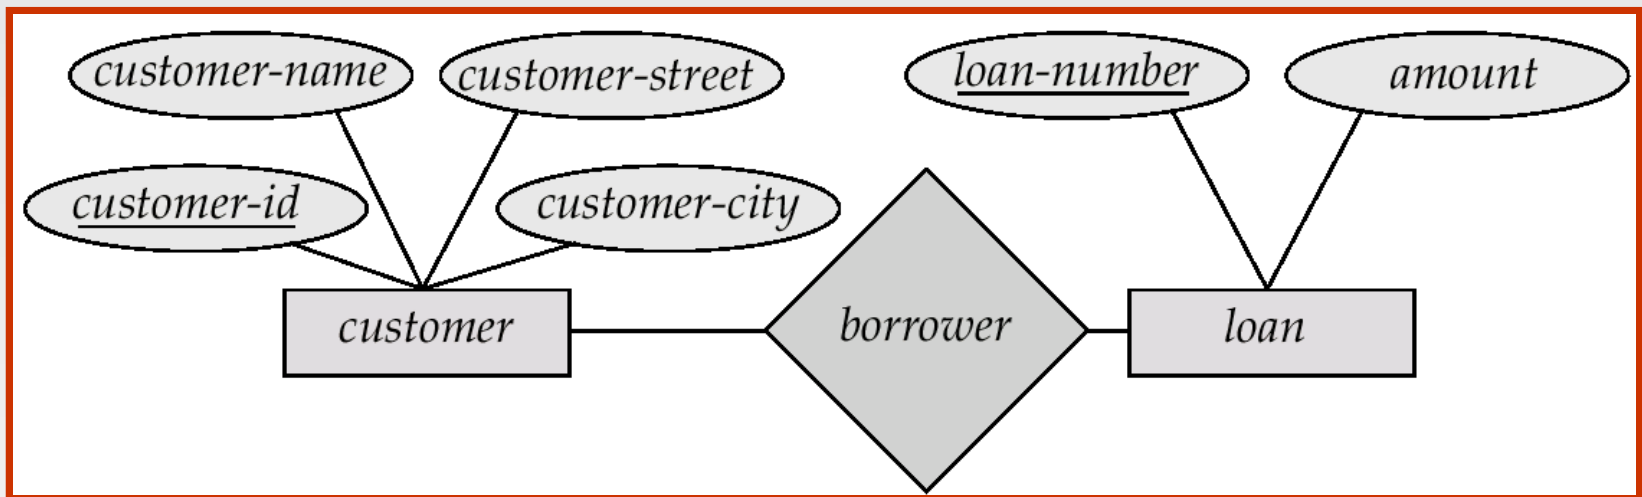 customer-name
customer-street
loan-number
amount
customer-id
customer-city
customer
borrower
loan